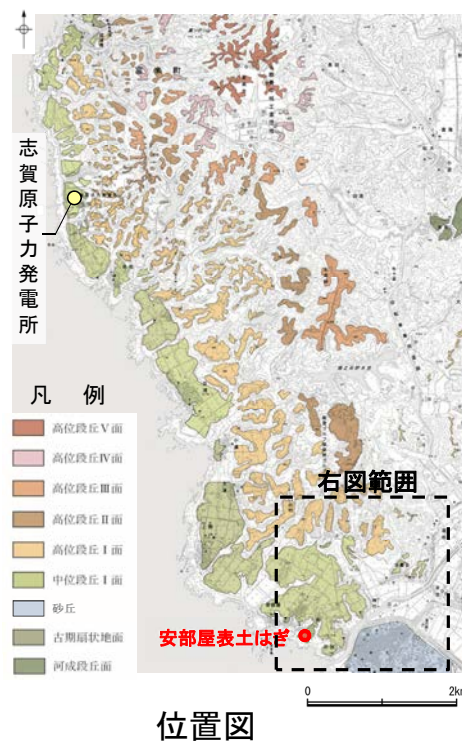 志賀原子力発電所
凡 例
高位段丘Ⅴ面
高位段丘Ⅳ面
高位段丘Ⅲ面
高位段丘Ⅱ面
高位段丘Ⅰ面
中位段丘Ⅰ面
砂丘
古期扇状地面
河成段丘面
右図範囲
安部屋表土はぎ
0 2km
位置図